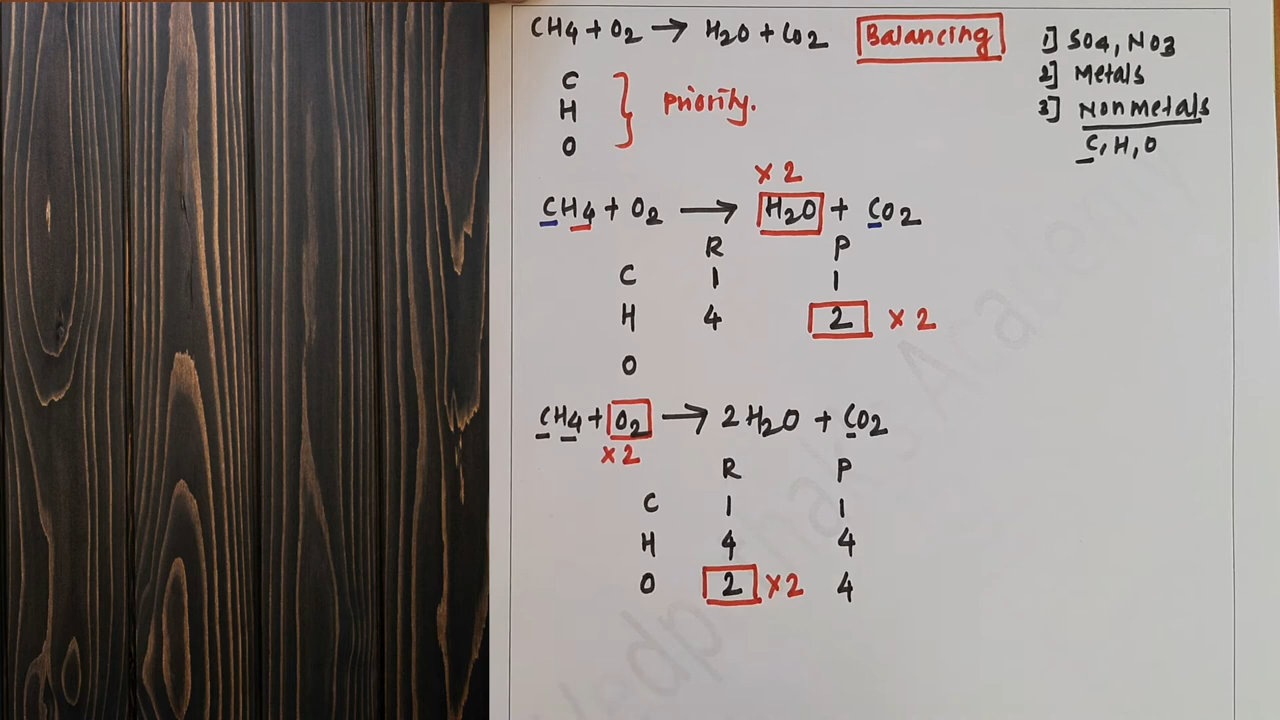 CH4 + O2 → H2O + CO2 Balancing
1] SO4, NO3
2] Metals
3] Nonmetals
C, H, O
C
H } Priority.
O
× 2
CH4 + O2 → H2O + CO2
R P
C 1 1
H 4 2 × 2
O
CH4 + O2 → 2H2O + CO2
× 2
R P
C 1 1
H 4 4
O 2 ×2 4